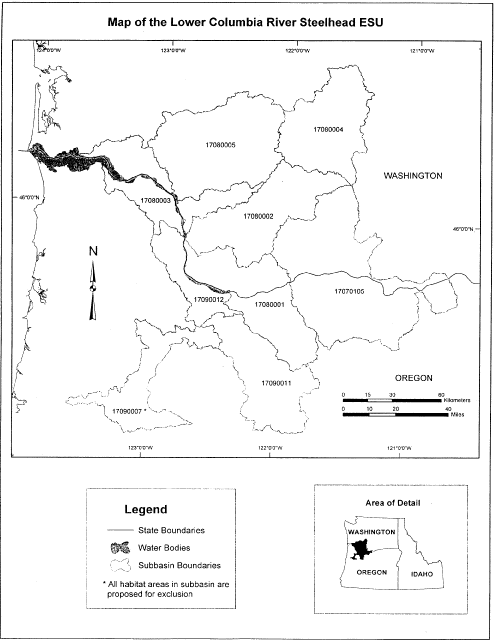 Map of the Lower Columbia River Steelhead ESU
123°0'0"W
122°0'0"W
121°0'0"W
17080005
17080004
WASHINGTON
46°0'0"N
17080003
17080002
46°0'0"N
N
17070105
17090012
17080001
OREGON
17090011
0 15 30 60
Kilometers
0 10 20 40
Miles
17090007 *
123°0'0"W
122°0'0"W
121°0'0"W
Legend
State Boundaries
Water Bodies
Subbasin Boundaries
* All habitat areas in subbasin are
proposed for exclusion
Area of Detail
WASHINGTON
OREGON
IDAHO